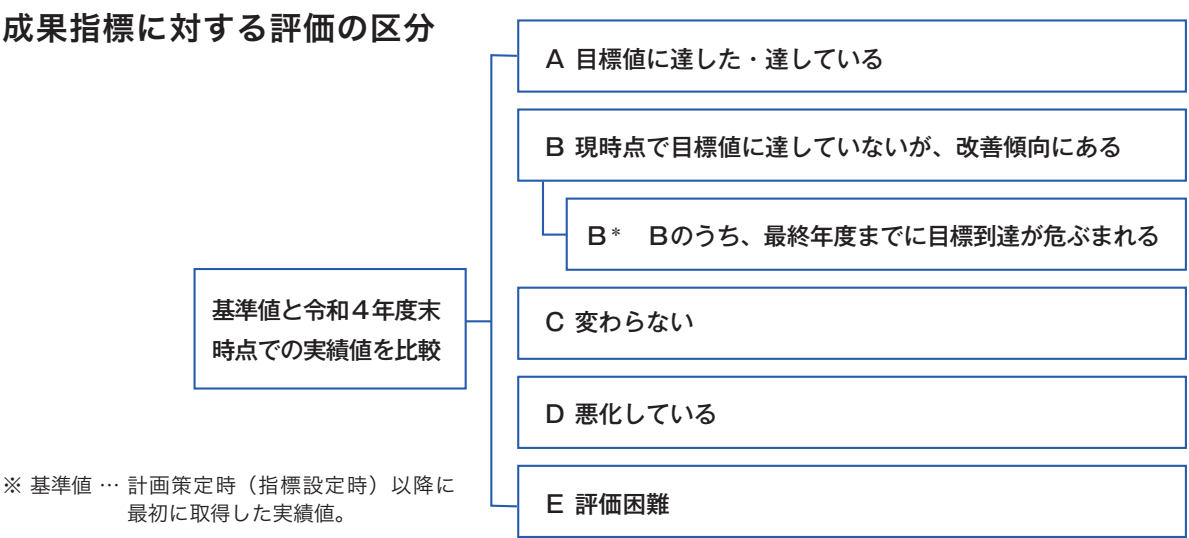 成果指標に対する評価の区分
A 目標値に達した・達している
B 現時点で目標値に達していないが、改善傾向にある
B* Bのうち、最終年度までに目標到達が危ぶまれる
基準値と令和４年度末
時点での実績値を比較
C 変わらない
D 悪化している
E 評価困難
※ 基準値 … 計画策定時（指標設定時）以降に
最初に取得した実績値。